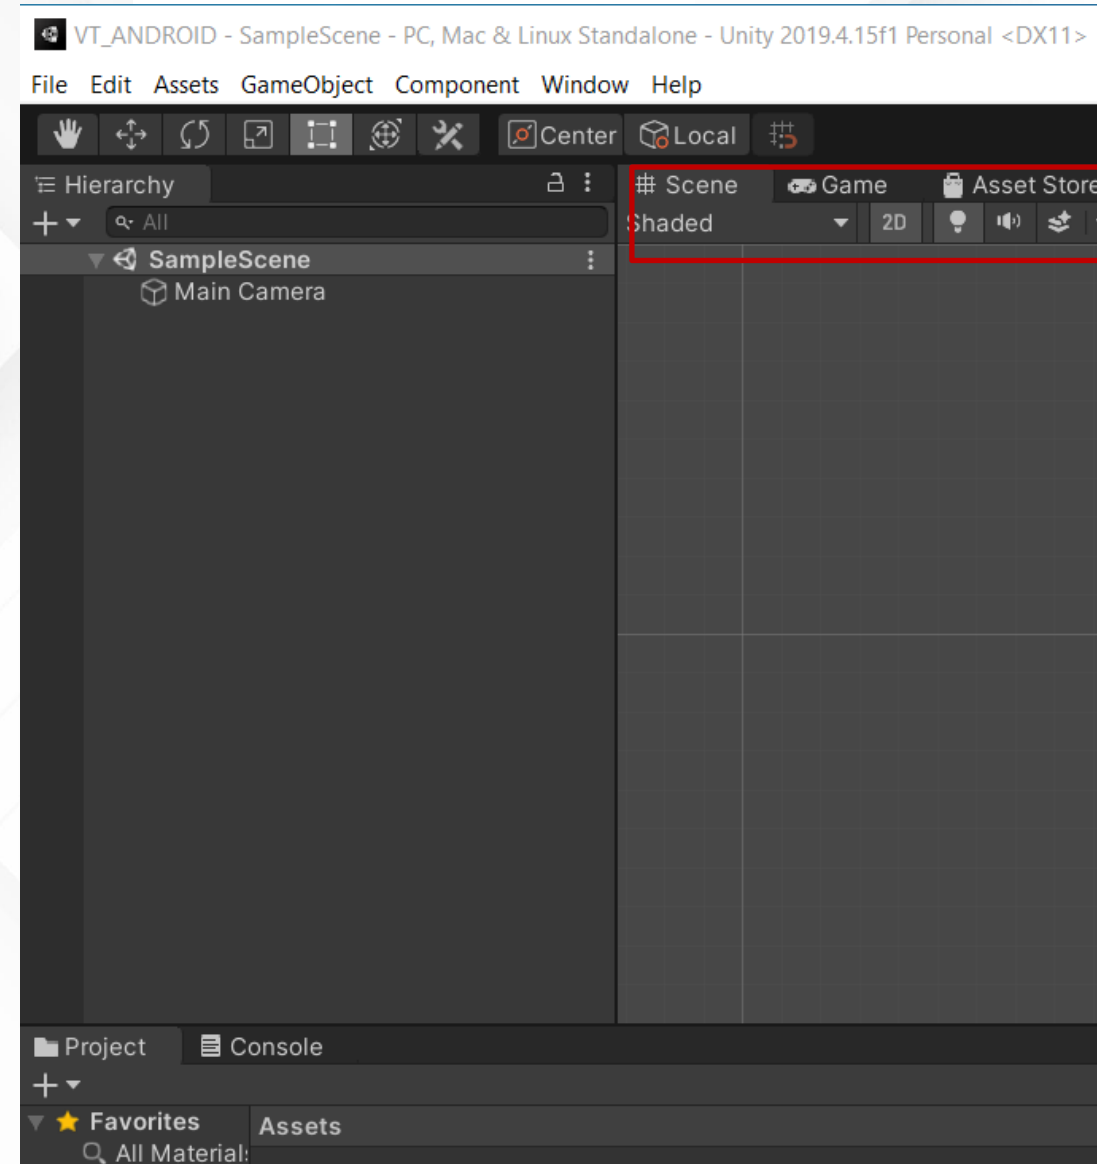 VT_ANDROID - SampleScene - PC, Mac & Linux Standalone - Unity 2019.4.15f1 Personal <DX11>
File Edit Assets GameObject Component Window Help
Center Local
Hierarchy
All
SampleScene
Main Camera
# Scene Game Asset Store
Shaded 2D
Project Console
Favorites
All Materials
Assets